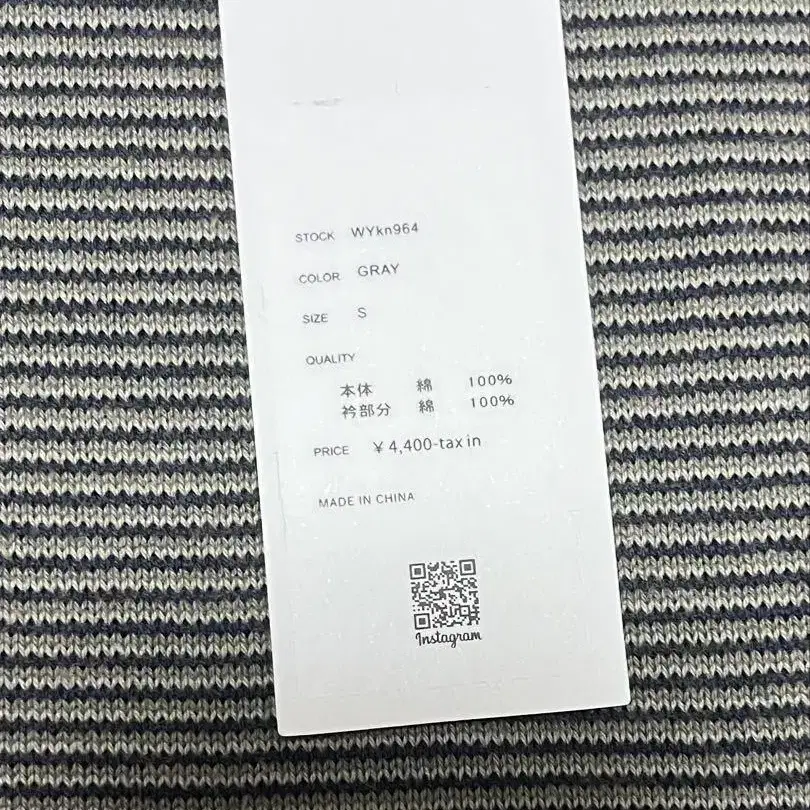 STOCK WYkn964
COLOR GRAY
SIZE S
QUALITY
本体 綿 100%
衿部分 綿 100%
PRICE ¥4,400-tax in
MADE IN CHINA
Instagram